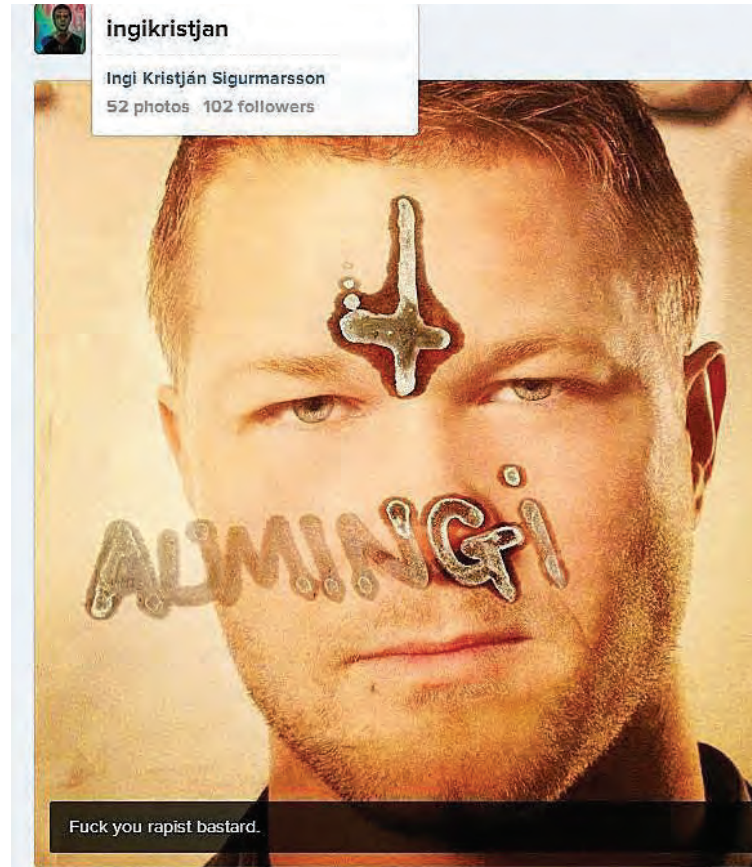 ingikristjan
Ingi Kristján Sigurmarsson
52 photos 102 followers
AUMINGi
Fuck you rapist bastard.